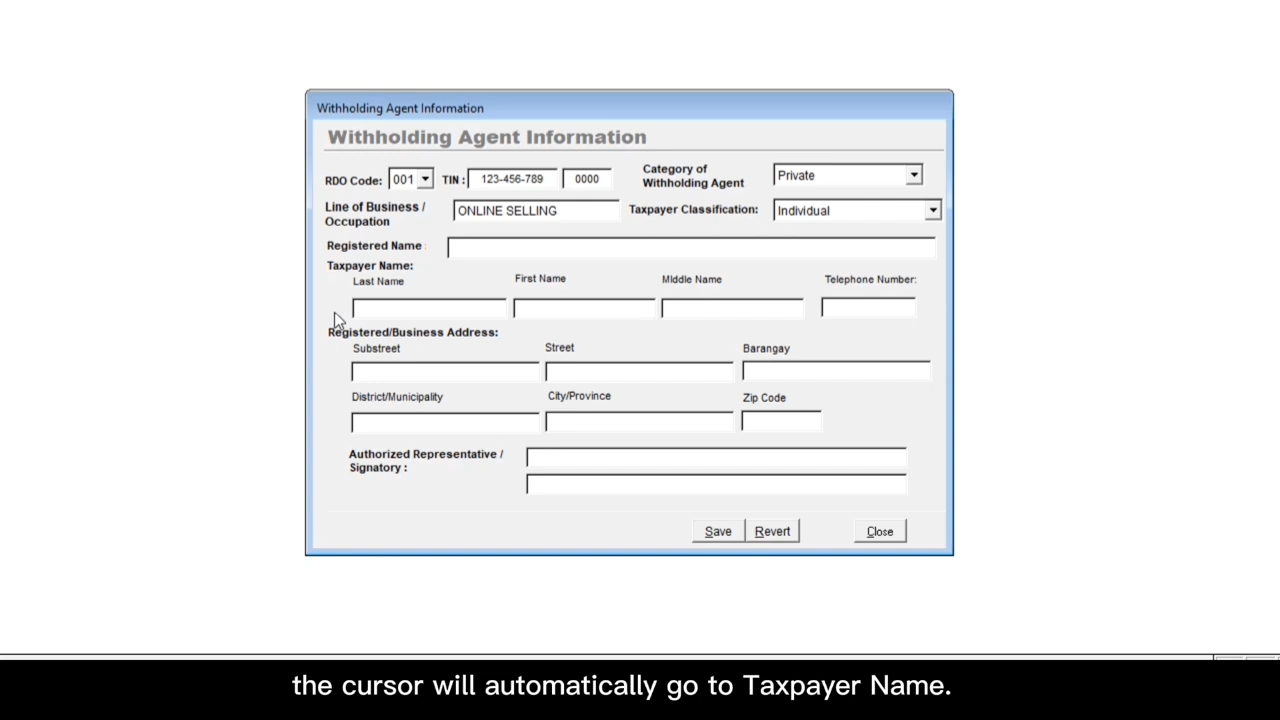 Withholding Agent Information
Withholding Agent Information
RDO Code: 001 TIN : 123-456-789 0000 Category of Withholding Agent Private
Line of Business / Occupation ONLINE SELLING Taxpayer Classification: Individual
Registered Name :
Taxpayer Name:
Last Name First Name Middle Name Telephone Number:
Registered/Business Address:
Substreet Street Barangay
District/Municipality City/Province Zip Code
Authorized Representative /
Signatory :
Save Revert Close
the cursor will automatically go to Taxpayer Name.